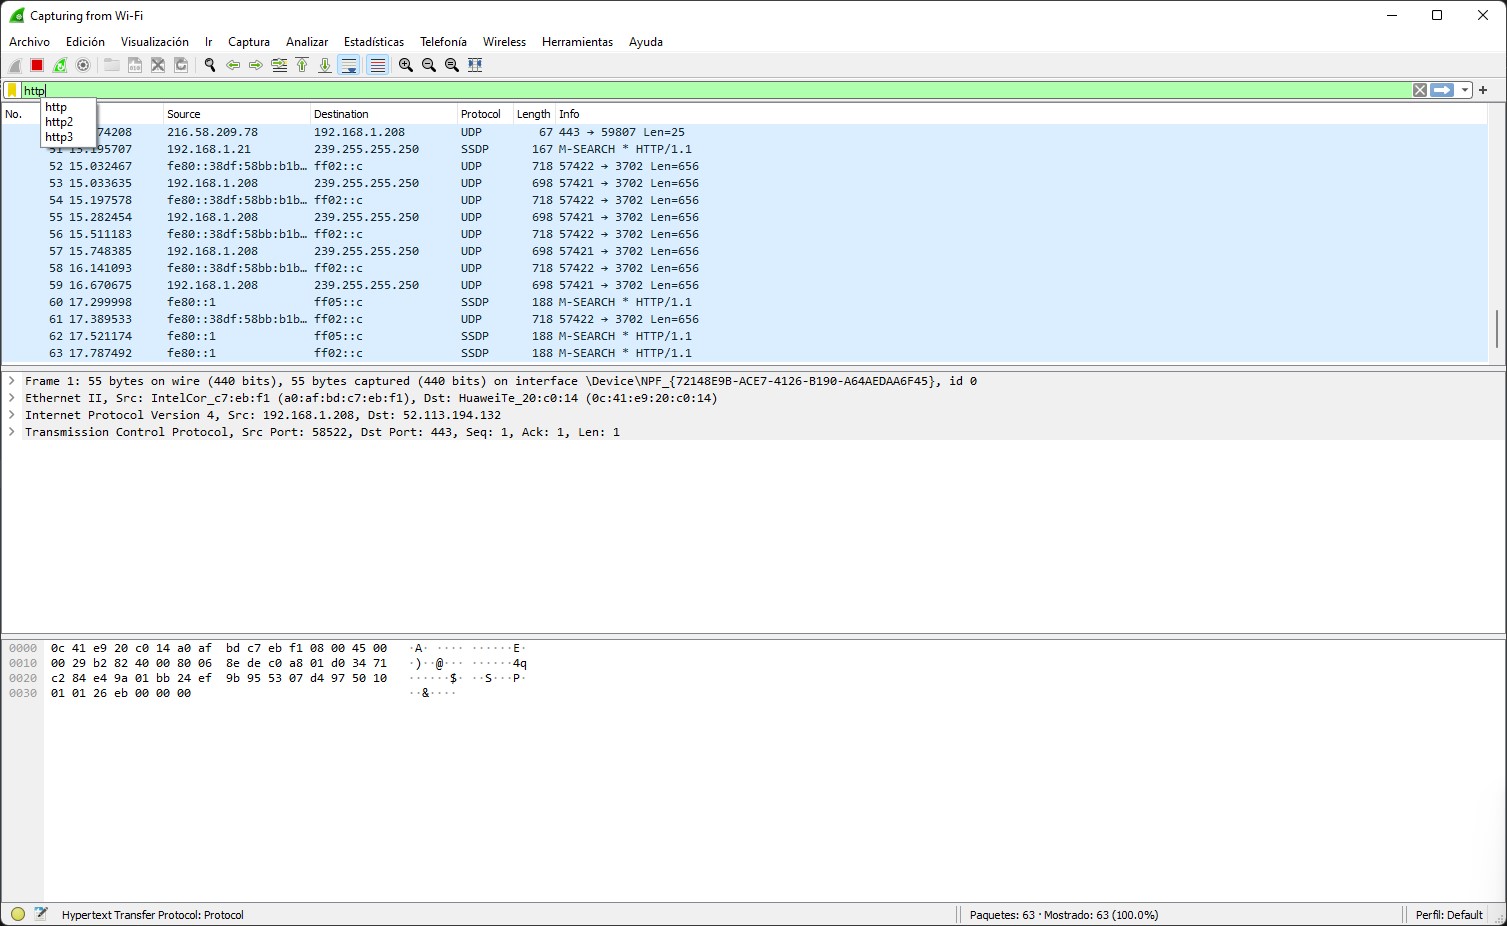 Capturing from Wi-Fi
Archivo Edición Visualización Ir Captura Analizar Estadísticas Telefonía Wireless Herramientas Ayuda
http
http
http2
http3
No. Source Destination Protocol Length Info
74208 216.58.209.78 192.168.1.208 UDP 67 443 → 59807 Len=25
51 15.195707 192.168.1.21 239.255.255.250 SSDP 167 M-SEARCH * HTTP/1.1
52 15.032467 fe80::38df:58bb:b1b… ff02::c UDP 718 57422 → 3702 Len=656
53 15.033635 192.168.1.208 239.255.255.250 UDP 698 57421 → 3702 Len=656
54 15.197578 fe80::38df:58bb:b1b… ff02::c UDP 718 57422 → 3702 Len=656
55 15.282454 192.168.1.208 239.255.255.250 UDP 698 57421 → 3702 Len=656
56 15.511183 fe80::38df:58bb:b1b… ff02::c UDP 718 57422 → 3702 Len=656
57 15.748385 192.168.1.208 239.255.255.250 UDP 698 57421 → 3702 Len=656
58 16.141093 fe80::38df:58bb:b1b… ff02::c UDP 718 57422 → 3702 Len=656
59 16.670675 192.168.1.208 239.255.255.250 UDP 698 57421 → 3702 Len=656
60 17.299998 fe80::1 ff05::c SSDP 188 M-SEARCH * HTTP/1.1
61 17.389533 fe80::38df:58bb:b1b… ff02::c UDP 718 57422 → 3702 Len=656
62 17.521174 fe80::1 ff05::c SSDP 188 M-SEARCH * HTTP/1.1
63 17.787492 fe80::1 ff02::c SSDP 188 M-SEARCH * HTTP/1.1
Frame 1: 55 bytes on wire (440 bits), 55 bytes captured (440 bits) on interface \Device\NPF_{72148E9B-ACE7-4126-B190-A64AEDAA6F45}, id 0
Ethernet II, Src: IntelCor_c7:eb:f1 (a0:af:bd:c7:eb:f1), Dst: HuaweiTe_20:c0:14 (0c:41:e9:20:c0:14)
Internet Protocol Version 4, Src: 192.168.1.208, Dst: 52.113.194.132
Transmission Control Protocol, Src Port: 58522, Dst Port: 443, Seq: 1, Ack: 1, Len: 1
0000 0c 41 e9 20 c0 14 a0 af bd c7 eb f1 08 00 45 00 ·A· ···· ······E·
0010 00 29 b2 82 40 00 80 06 8e de c0 a8 01 d0 34 71 ·)··@··· ······4q
0020 c2 84 e4 9a 01 bb 24 ef 9b 95 53 07 d4 97 50 10 ······$· ··S···P·
0030 01 01 26 eb 00 00 00 ··&····
Hypertext Transfer Protocol: Protocol Paquetes: 63 · Mostrado: 63 (100.0%) Perfil: Default